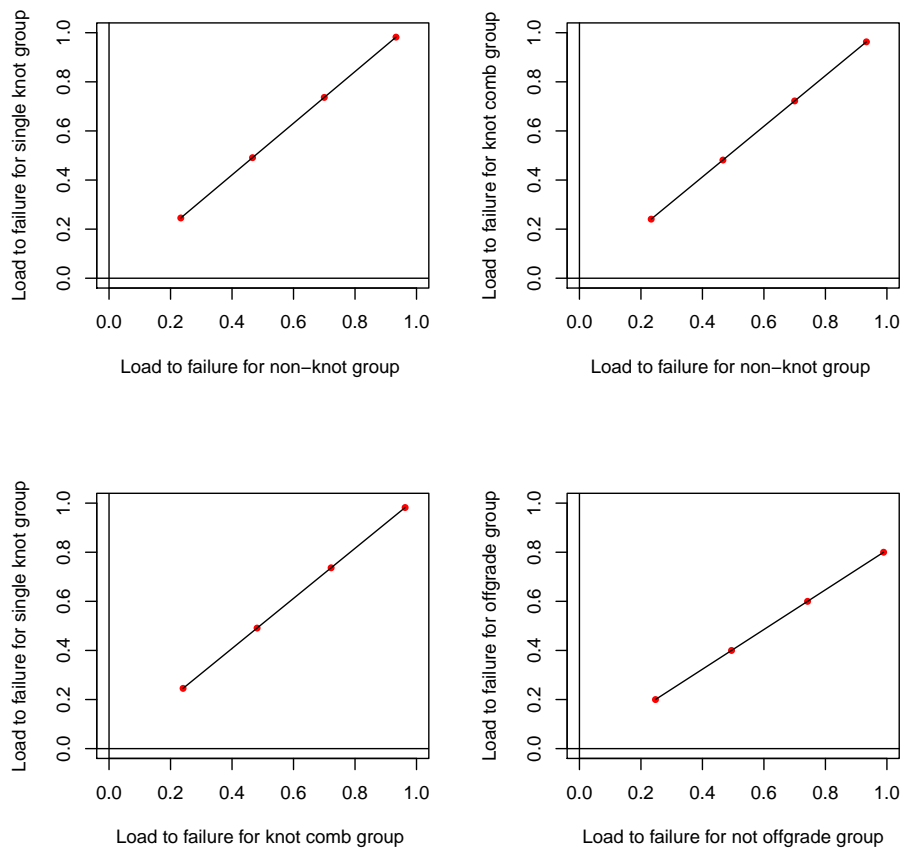 Load to failure for single knot group
0.0 0.2 0.4 0.6 0.8 1.0
0.0 0.2 0.4 0.6 0.8 1.0
Load to failure for non−knot group
Load to failure for knot comb group
0.0 0.2 0.4 0.6 0.8 1.0
0.0 0.2 0.4 0.6 0.8 1.0
Load to failure for non−knot group
Load to failure for single knot group
0.0 0.2 0.4 0.6 0.8 1.0
0.0 0.2 0.4 0.6 0.8 1.0
Load to failure for knot comb group
Load to failure for offgrade group
0.0 0.2 0.4 0.6 0.8 1.0
0.0 0.2 0.4 0.6 0.8 1.0
Load to failure for not offgrade group